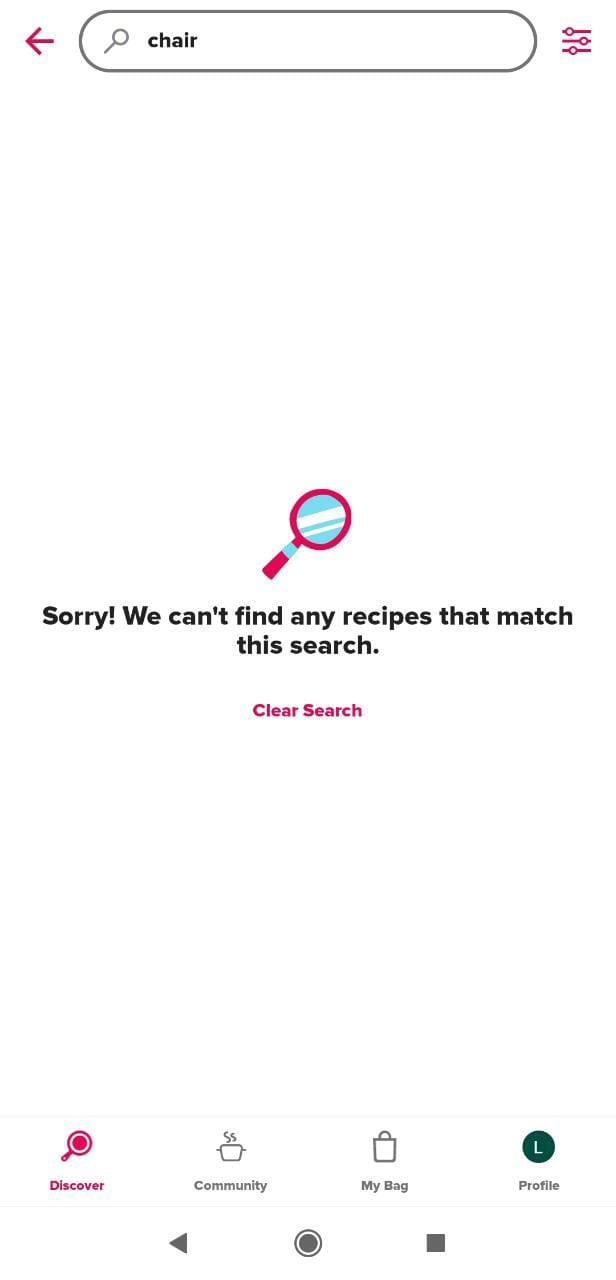 chair
Sorry! We can't find any recipes that match
this search.
Clear Search
Discover
Community
My Bag
L
Profile